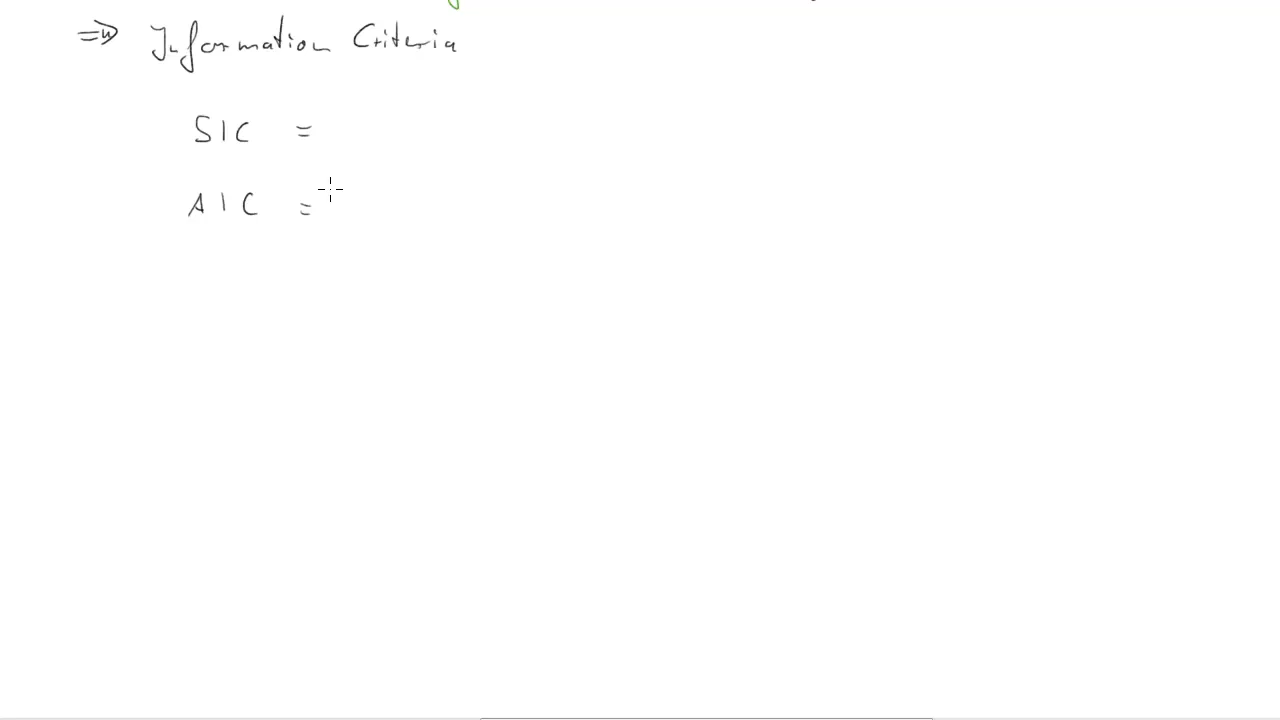 ⇒ Information Criteria
SIC =
AIC =